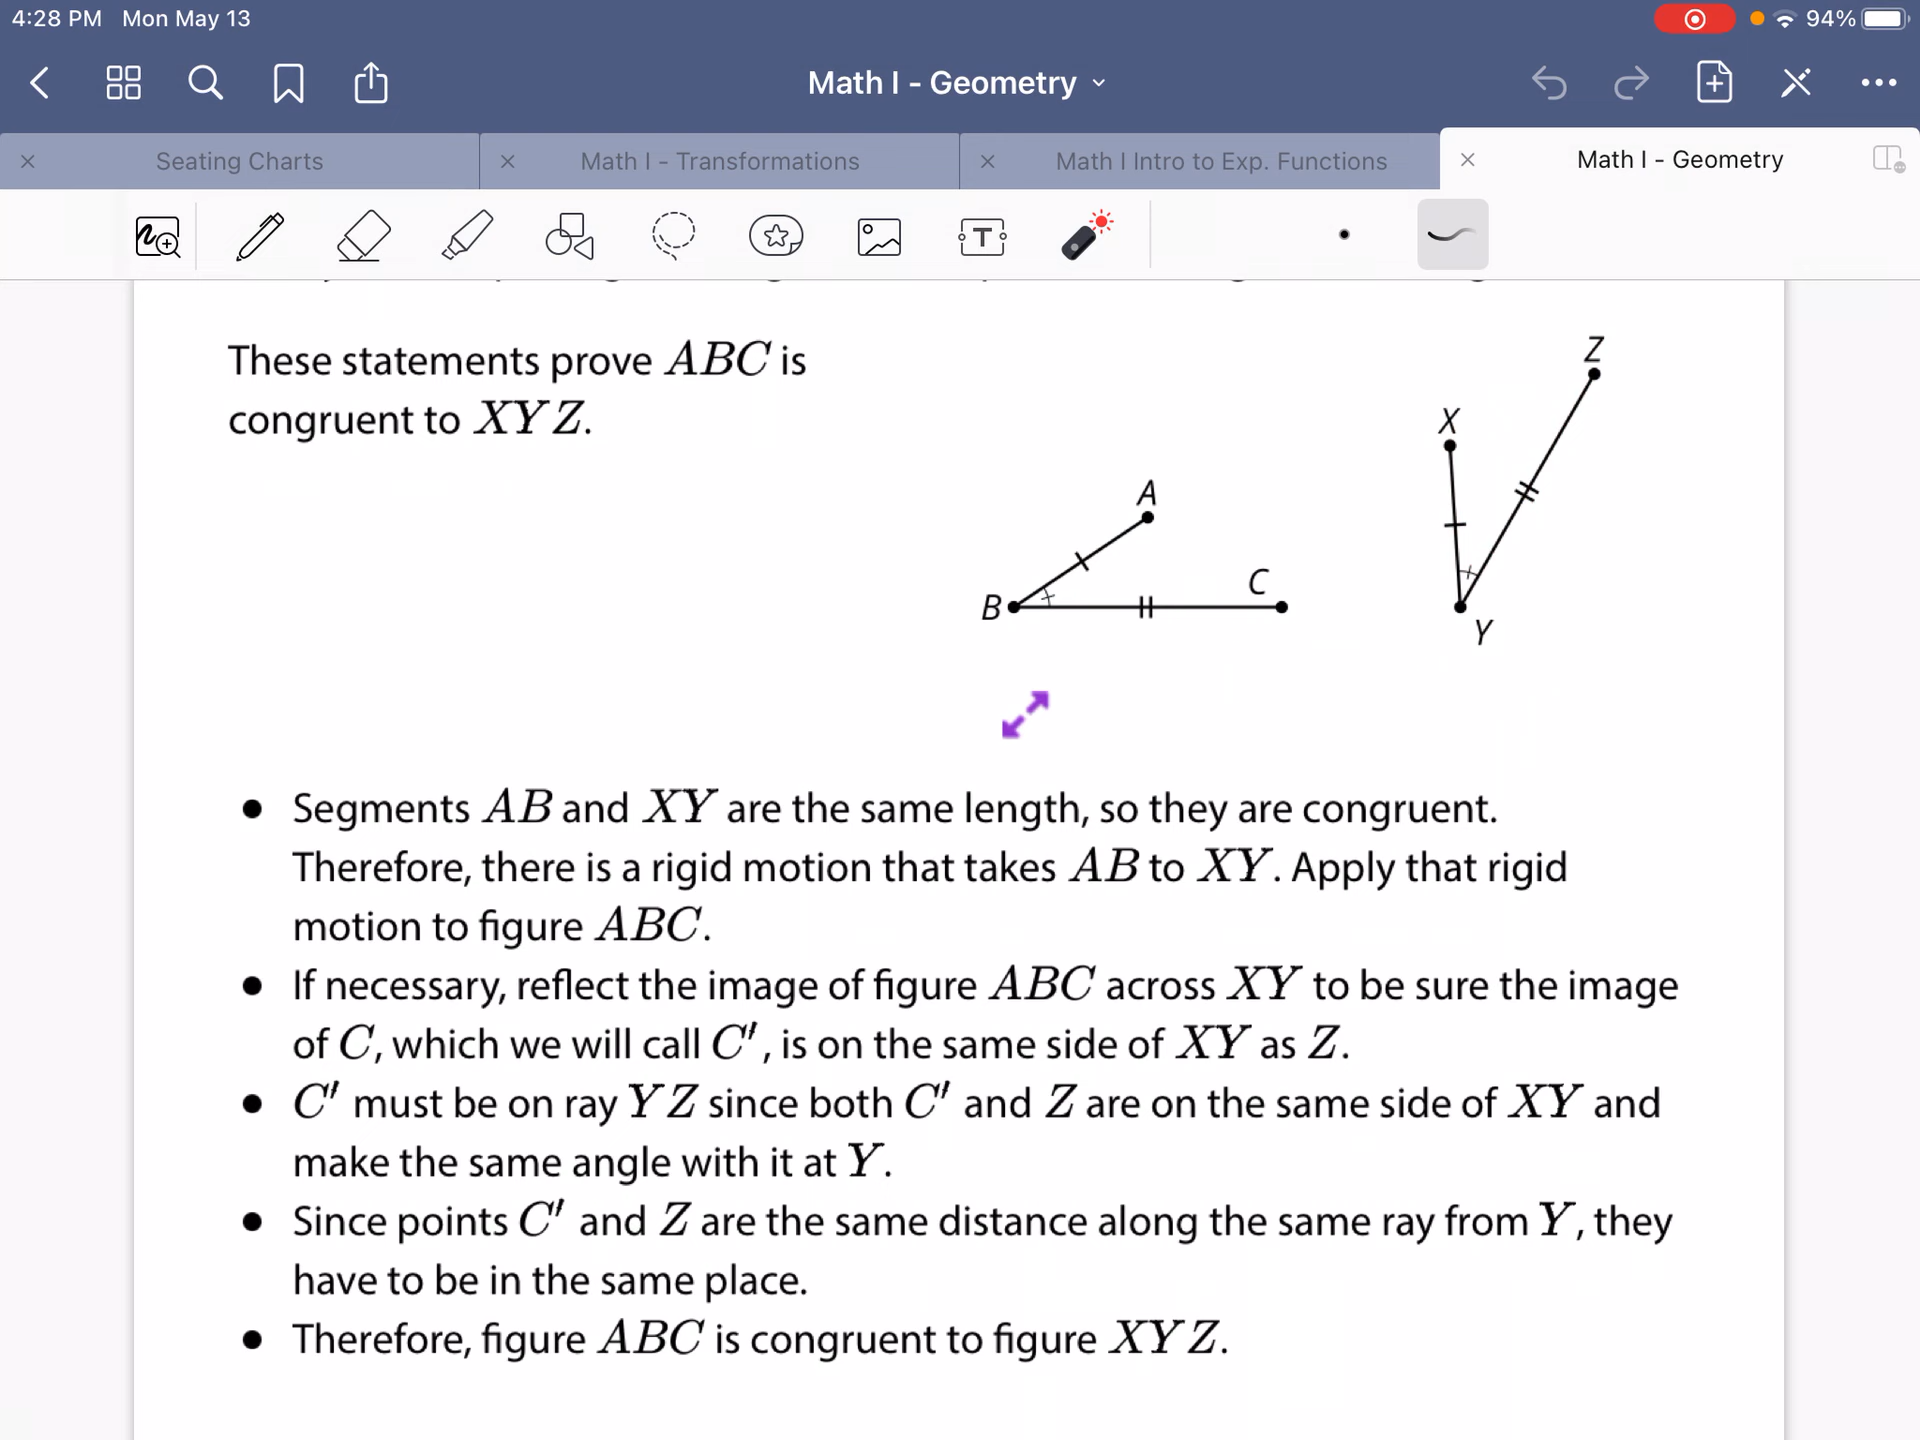 4:28 PM Mon May 13
94%
Math I - Geometry
Seating Charts
Math I - Transformations
Math I Intro to Exp. Functions
Math I - Geometry
T
These statements prove ABC is
congruent to XYZ.
Z
X
A
C
B
Y
• Segments AB and XY are the same length, so they are congruent.
Therefore, there is a rigid motion that takes AB to XY. Apply that rigid
motion to figure ABC.
• If necessary, reflect the image of figure ABC across XY to be sure the image
of C, which we will call C′, is on the same side of XY as Z.
• C′ must be on ray YZ since both C′ and Z are on the same side of XY and
make the same angle with it at Y.
• Since points C′ and Z are the same distance along the same ray from Y, they
have to be in the same place.
• Therefore, figure ABC is congruent to figure XYZ.